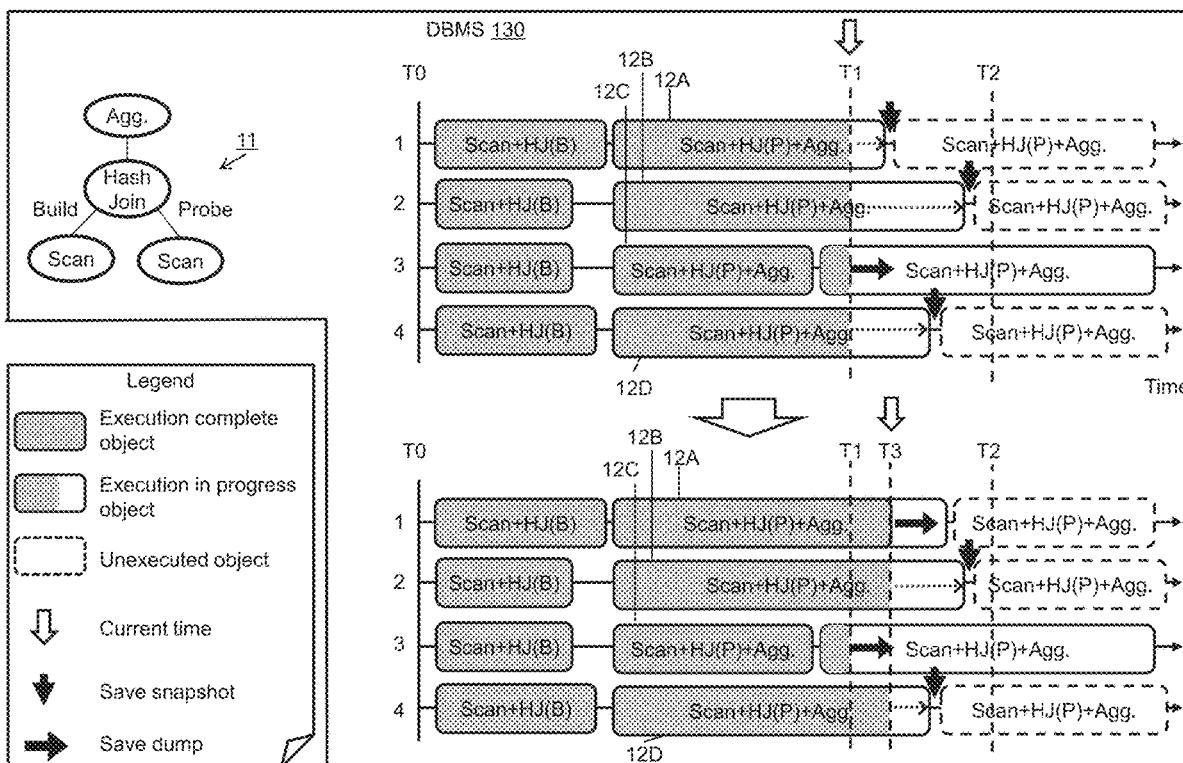 DBMS 130
12B
12A
12C
T0
T1
T2
Agg.
11
Hash
Join
Build
Probe
Scan
Scan
1
Scan+HJ(B)
Scan+HJ(P)+Agg.
Scan+HJ(P)+Agg.
2
Scan+HJ(B)
Scan+HJ(P)+Agg.
Scan+HJ(P)+Agg.
3
Scan+HJ(B)
Scan+HJ(P)+Agg.
Scan+HJ(P)+Agg.
4
Scan+HJ(B)
Scan+HJ(P)+Agg.
Scan+HJ(P)+Agg.
12D
Time
Legend
Execution complete
object
Execution in progress
object
Unexecuted object
Current time
Save snapshot
Save dump
T0
12B
12A
12C
T1
T3
T2
1
Scan+HJ(B)
Scan+HJ(P)+Agg.
Scan+HJ(P)+Agg.
2
Scan+HJ(B)
Scan+HJ(P)+Agg.
Scan+HJ(P)+Agg.
3
Scan+HJ(B)
Scan+HJ(P)+Agg.
Scan+HJ(P)+Agg.
4
Scan+HJ(B)
Scan+HJ(P)+Agg.
Scan+HJ(P)+Agg.
12D